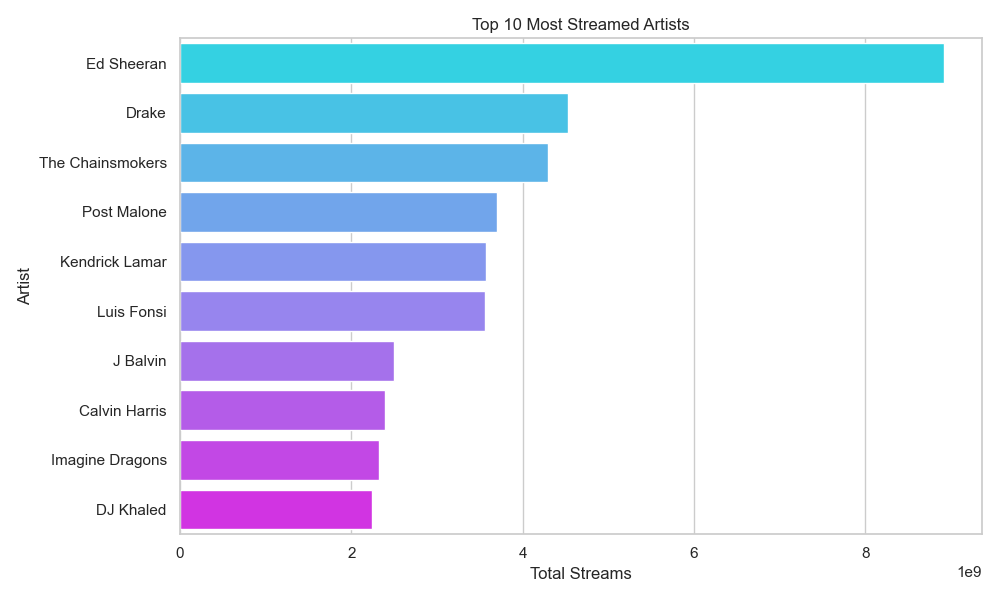 Top 10 Most Streamed Artists
Ed Sheeran
Drake
The Chainsmokers
Post Malone
Kendrick Lamar
Luis Fonsi
J Balvin
Calvin Harris
Imagine Dragons
DJ Khaled
Artist
0 2 4 6 8
1e9
Total Streams